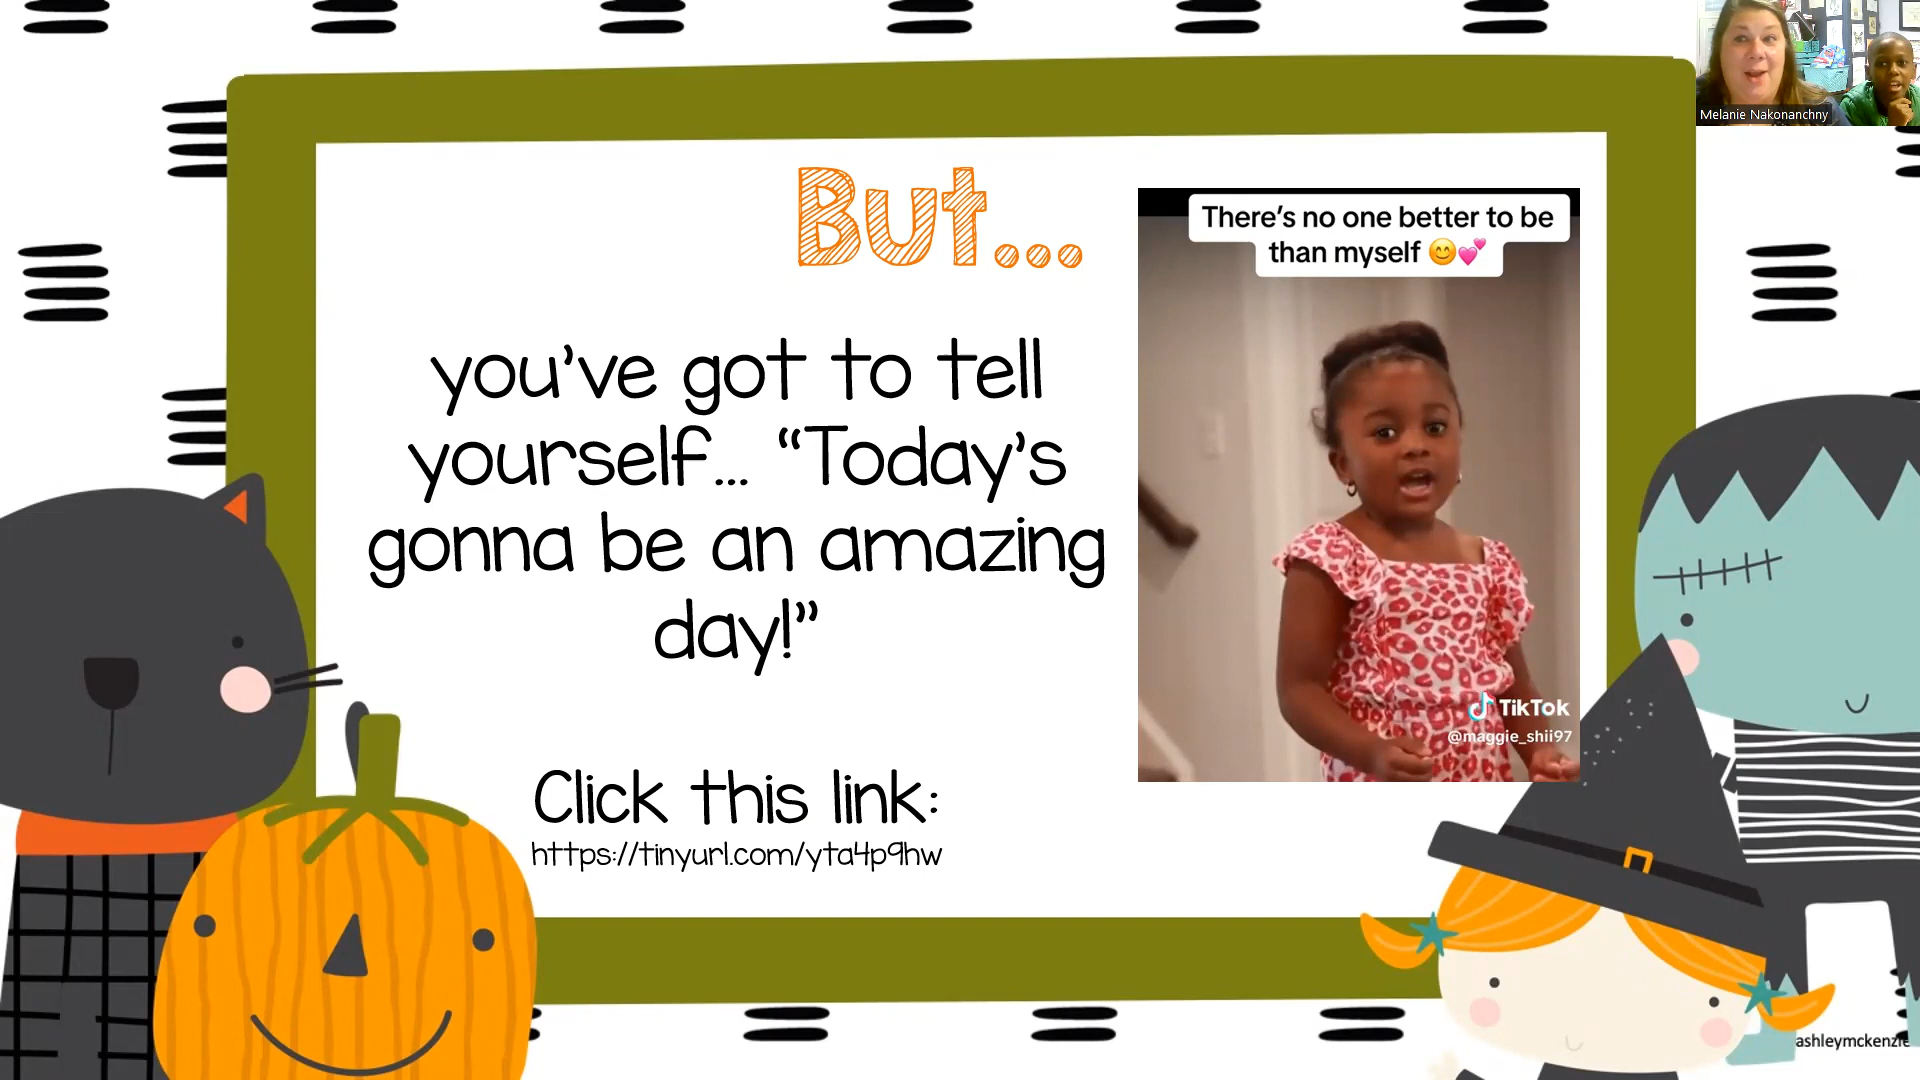 Melanie Nakonanchny
But...
There's no one better to be
than myself 😊💕
you've got to tell
yourself... "Today's
gonna be an amazing
day!"
TikTok
@maggie_shii97
Click this link:
https://tinyurl.com/yta4p9hw
ashleymckenzie